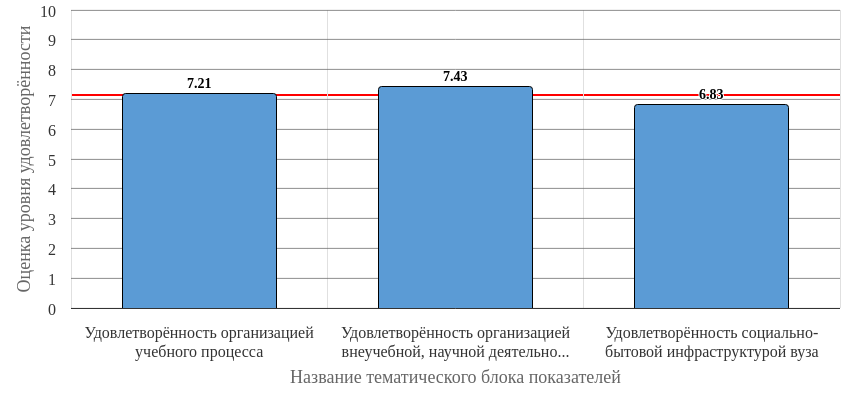 Оценка уровня удовлетворённости
10
9
8
7
6
5
4
3
2
1
0
7.21
7.43
6.83
Удовлетворённость организацией
учебного процесса
Удовлетворённость организацией
внеучебной, научной деятельно...
Удовлетворённость социально-
бытовой инфраструктурой вуза
Название тематического блока показателей